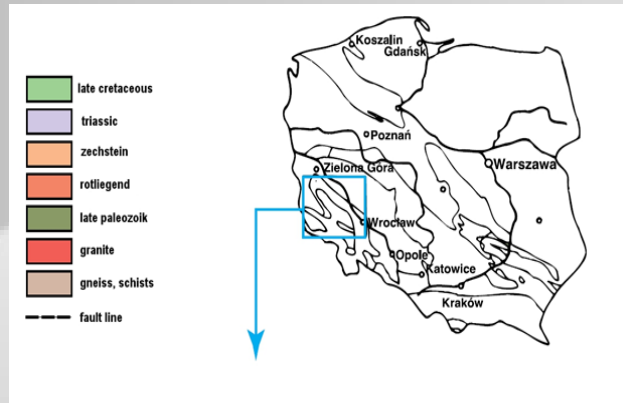 late cretaceous
triassic
zechstein
rotliegend
late paleozoik
granite
gneiss, schists
fault line
Koszalin
Gdańsk
Poznań
Zielona Góra
Warszawa
Wrocław
Opole
Katowice
Kraków